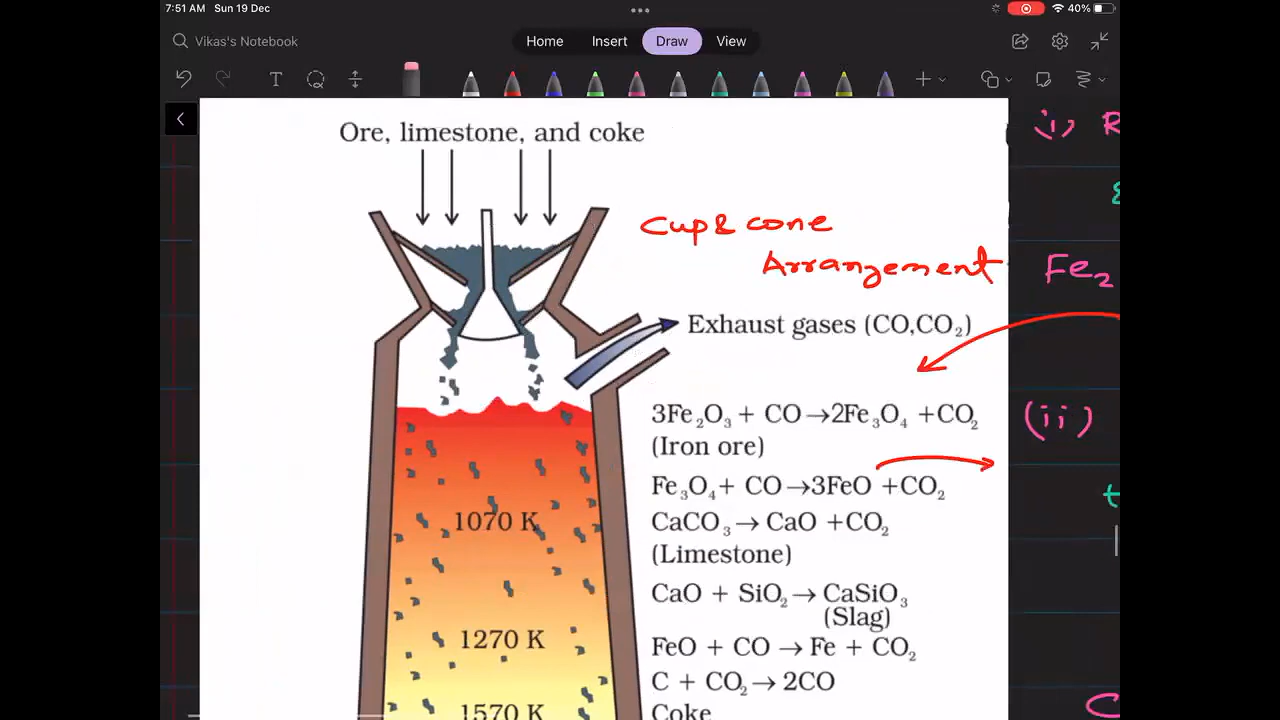 7:51 AM Sun 19 Dec
40%
Vikas's Notebook
Home Insert Draw View
Ore, limestone, and coke
Cup & cone
Arrangement
Exhaust gases (CO,CO₂)
3Fe₂O₃ + CO→2Fe₃O₄ +CO₂
(Iron ore)
Fe₃O₄+ CO→3FeO +CO₂
CaCO₃→ CaO +CO₂
(Limestone)
CaO + SiO₂→ CaSiO₃
(Slag)
FeO + CO → Fe + CO₂
C + CO₂→ 2CO
Coke
1070 K
1270 K
1570 K
(i) R
Fe₂
(ii)
t
C